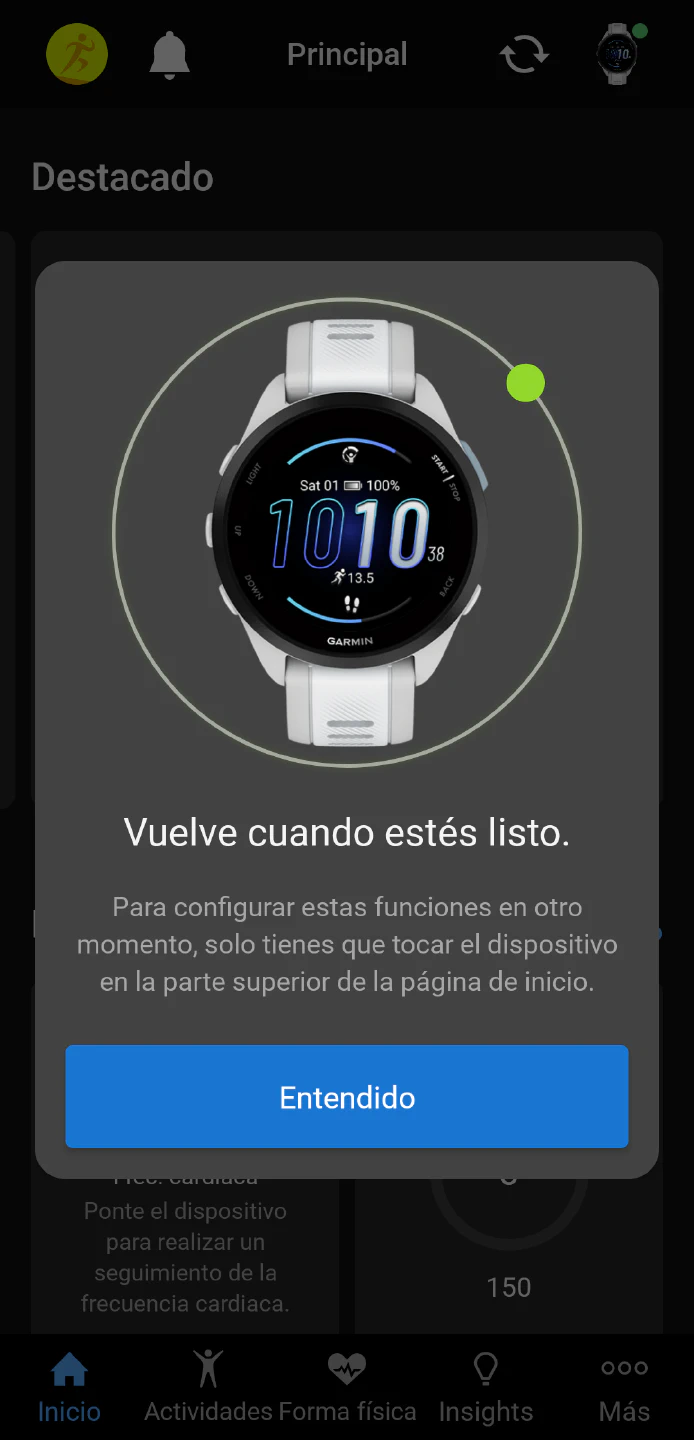 Principal
Destacado
LIGHT
START
STOP
UP
DOWN
BACK
Sat 01 100%
10 10 38
13.5
GARMIN
Vuelve cuando estés listo.
Para configurar estas funciones en otro
momento, solo tienes que tocar el dispositivo
en la parte superior de la página de inicio.
Entendido
Frec. cardiaca
Ponte el dispositivo
para realizar un
seguimiento de la
frecuencia cardiaca.
150
Inicio
Actividades
Forma física
Insights
Más